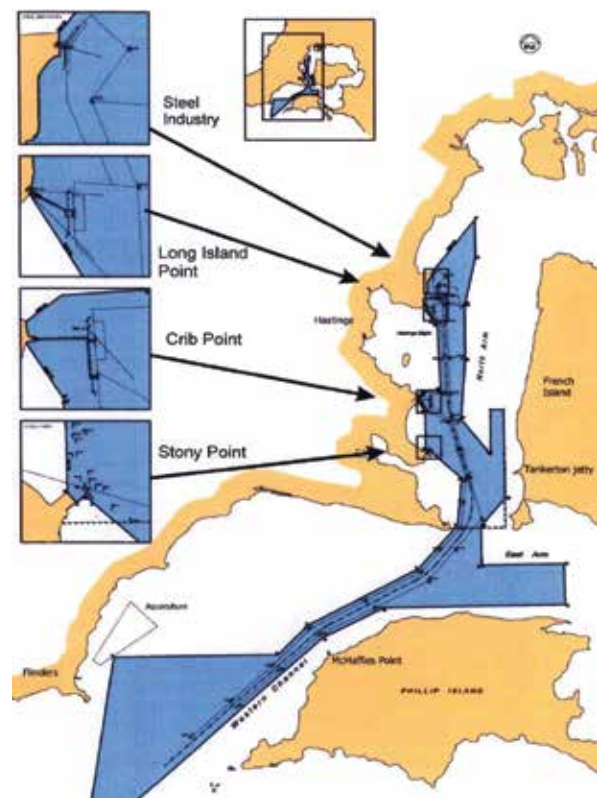 Steel
Industry
Long Island
Point
Hastings
Crib Point
North Arm
French
Island
Stony Point
Tankerton Jetty
East Arm
Aquaculture
Flinders
McHaffies Point
Western Channel
PHILLIP ISLAND